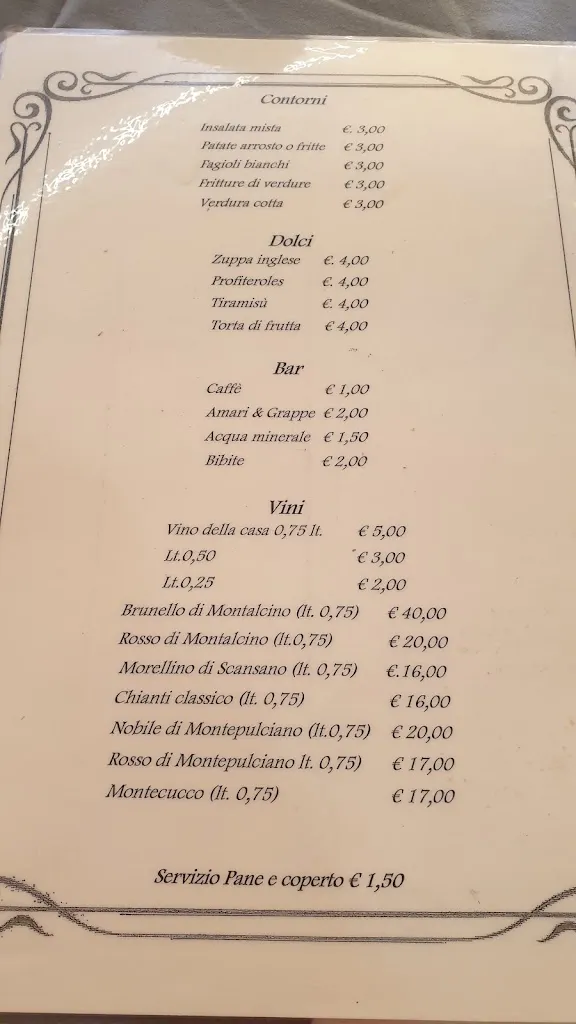 Contorni
Insalata mista €. 3,00
Patate arrosto o fritte € 3,00
Fagioli bianchi € 3,00
Fritture di verdure € 3,00
Verdura cotta € 3,00
Dolci
Zuppa inglese €. 4,00
Profiteroles €. 4,00
Tiramisù €. 4,00
Torta di frutta € 4,00
Bar
Caffè € 1,00
Amari & Grappe € 2,00
Acqua minerale € 1,50
Bibite € 2,00
Vini
Vino della casa 0,75 lt. € 5,00
Lt.0,50 € 3,00
Lt.0,25 € 2,00
Brunello di Montalcino (lt. 0,75) € 40,00
Rosso di Montalcino (lt.0,75) € 20,00
Morellino di Scansano (lt. 0,75) €.16,00
Chianti classico (lt. 0,75) € 16,00
Nobile di Montepulciano (lt.0,75) € 20,00
Rosso di Montepulciano lt. 0,75) € 17,00
Montecucco (lt. 0,75) € 17,00
Servizio Pane e coperto € 1,50